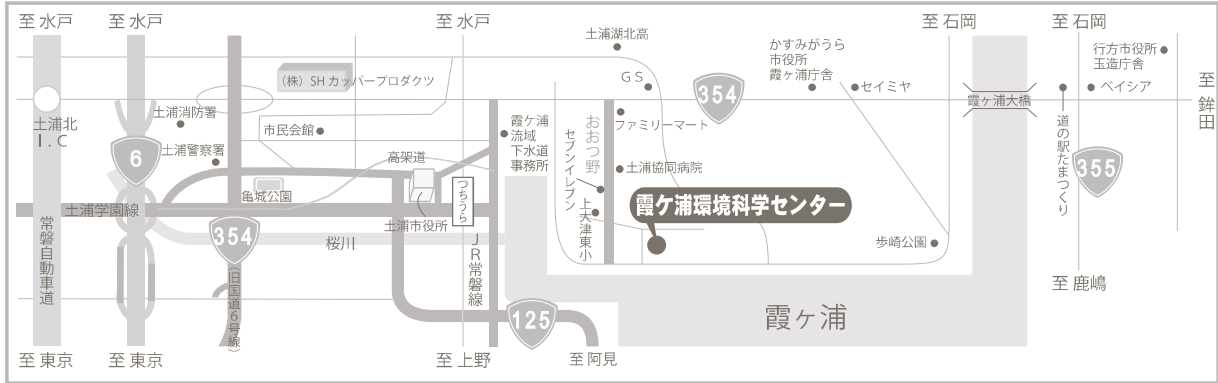 至 水戸
至 水戸
至 水戸
至 石岡
至 石岡
土浦湖北高
かすみがうら
市役所
霞ヶ浦庁舎
行方市役所
玉造庁舎
(株) SH カッパープロダクツ
GS
354
セイミヤ
ベイシア
至 鉾田
霞ヶ浦大橋
土浦北
I.C
土浦消防署
市民会館
霞ケ浦
流域
下水道
事務所
おおつ野
ファミリーマート
6
土浦警察署
高架道
セブンイレブン
土浦協同病院
道の駅たまつくり
355
亀城公園
つちうら
上大津東小
霞ケ浦環境科学センター
土浦学園線
土浦市役所
354
桜川
JR常磐線
歩崎公園
常磐自動車道
(旧国道6号線)
至 鹿嶋
125
霞ヶ浦
至 東京
至 東京
至 上野
至 阿見